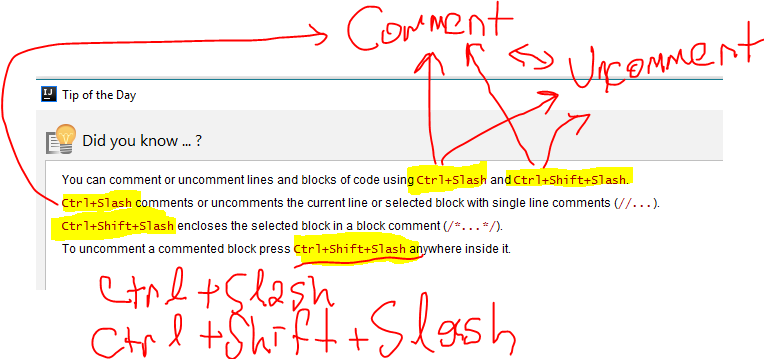 Comment
Uncomment
IJ Tip of the Day
Did you know ... ?
You can comment or uncomment lines and blocks of code using Ctrl+Slash and Ctrl+Shift+Slash.
Ctrl+Slash comments or uncomments the current line or selected block with single line comments (//...).
Ctrl+Shift+Slash encloses the selected block in a block comment (/*...*/).
To uncomment a commented block press Ctrl+Shift+Slash anywhere inside it.
Ctrl+Slash
Ctrl+Shift+Slash